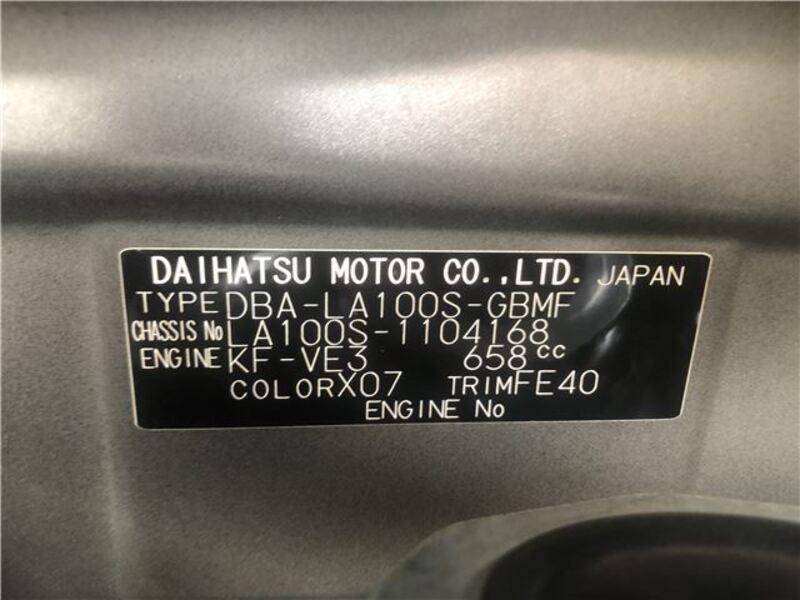 DAIHATSU MOTOR CO.,LTD. JAPAN
TYPE DBA-LA100S-GBMF
CHASSIS No LA100S-1104168
ENGINE KF-VE3 658cc
COLOR X07 TRIM FE40
ENGINE No